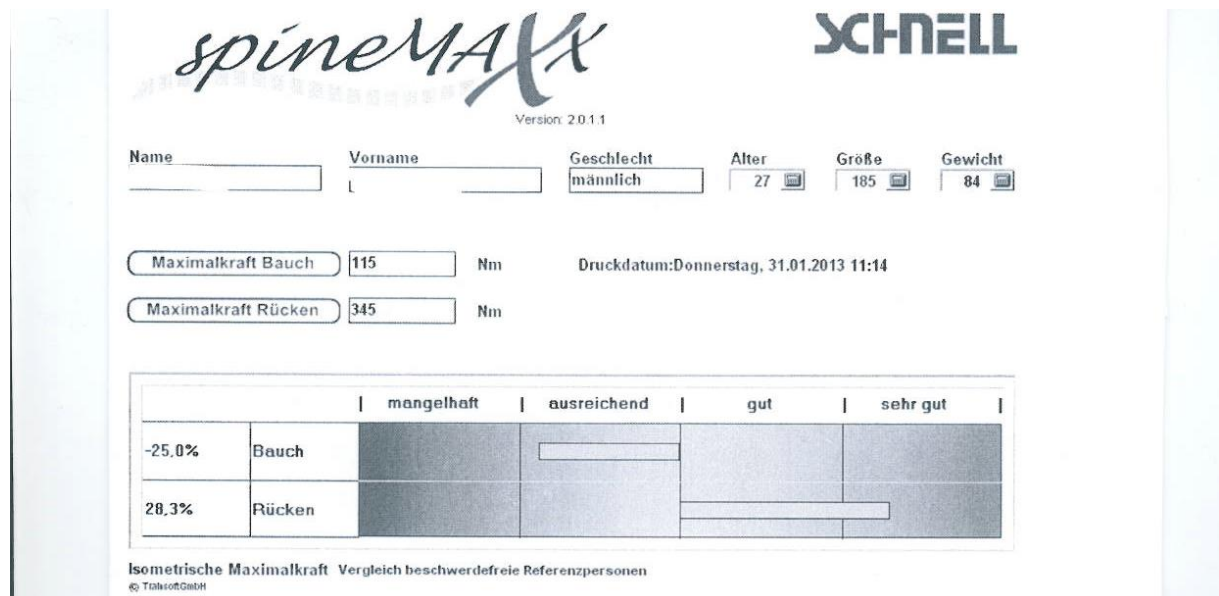 spineMAXX SCHNELL
Version: 2.0.1.1
Name Vorname Geschlecht Alter Größe Gewicht
männlich 27 185 84
Maximalkraft Bauch 115 Nm Druckdatum:Donnerstag, 31.01.2013 11:14
Maximalkraft Rücken 345 Nm
| mangelhaft | ausreichend | gut | sehr gut |
-25,0% Bauch
28,3% Rücken
Isometrische Maximalkraft Vergleich beschwerdefreie Referenzpersonen